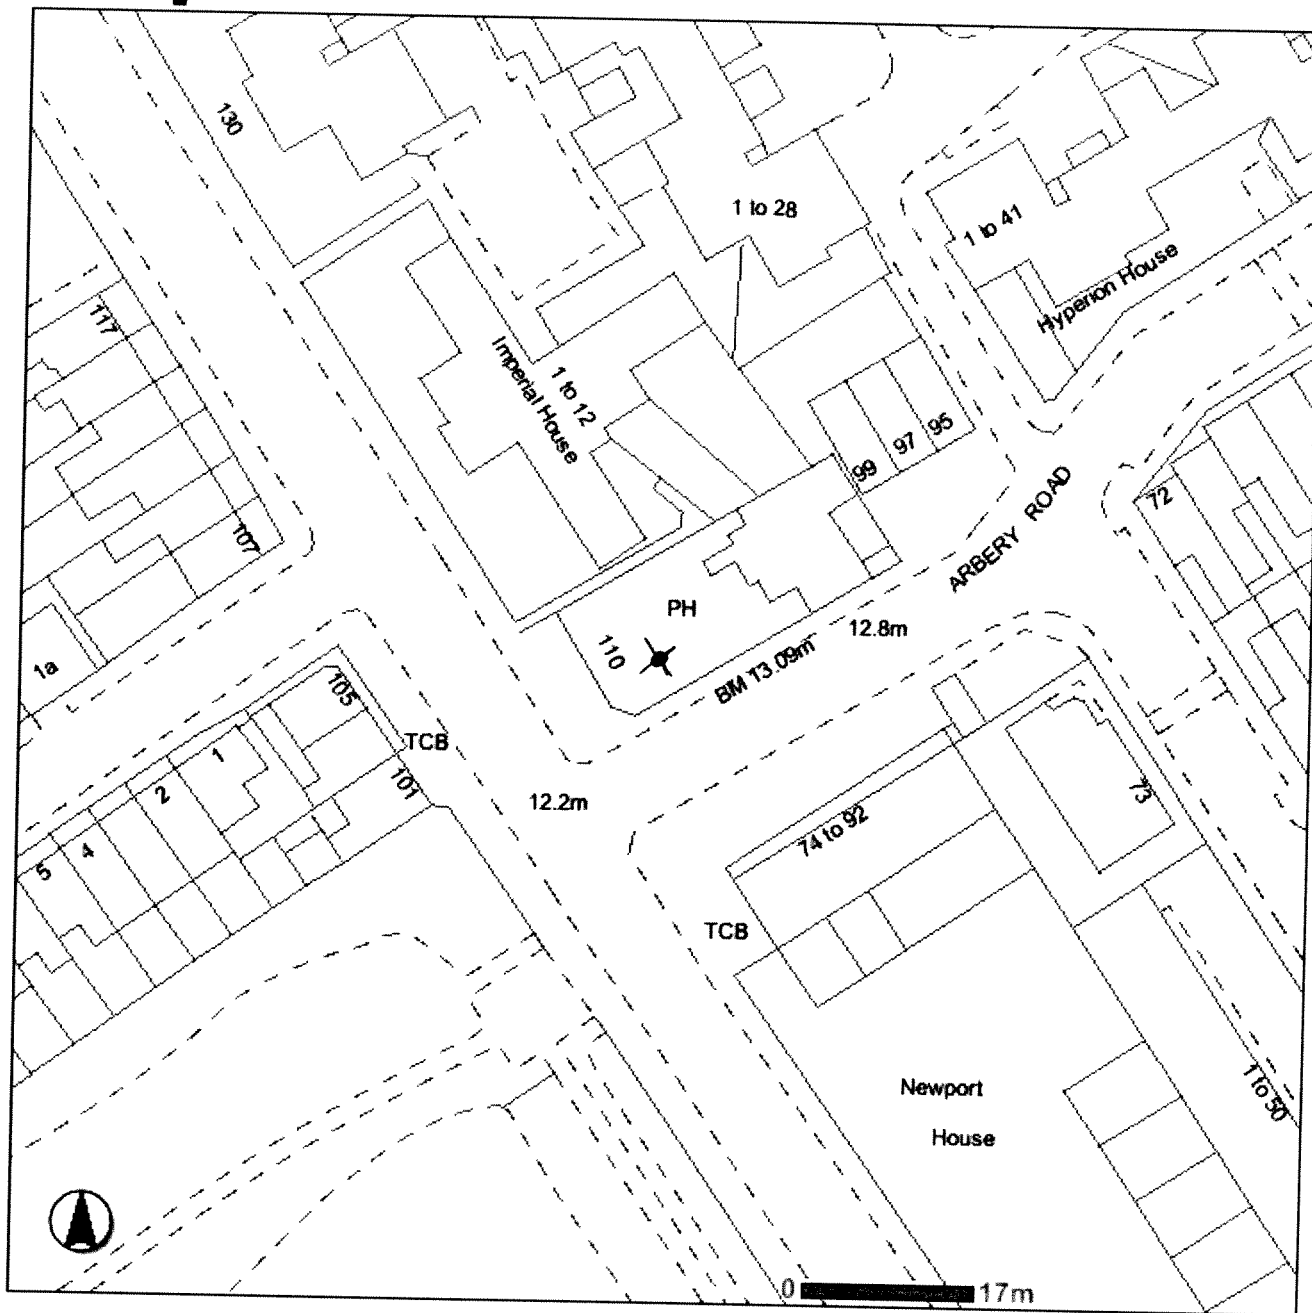 130
1 to 28
1 to 41
Hyperion House
117
Imperial House
1 to 12
99
97
95
107
72
ARBERY ROAD
PH
110
12.8m
BM 13.09m
1a
105
TCB
1
101
2
12.2m
4
5
73
74 to 92
TCB
Newport
House
1 to 50
0
17m